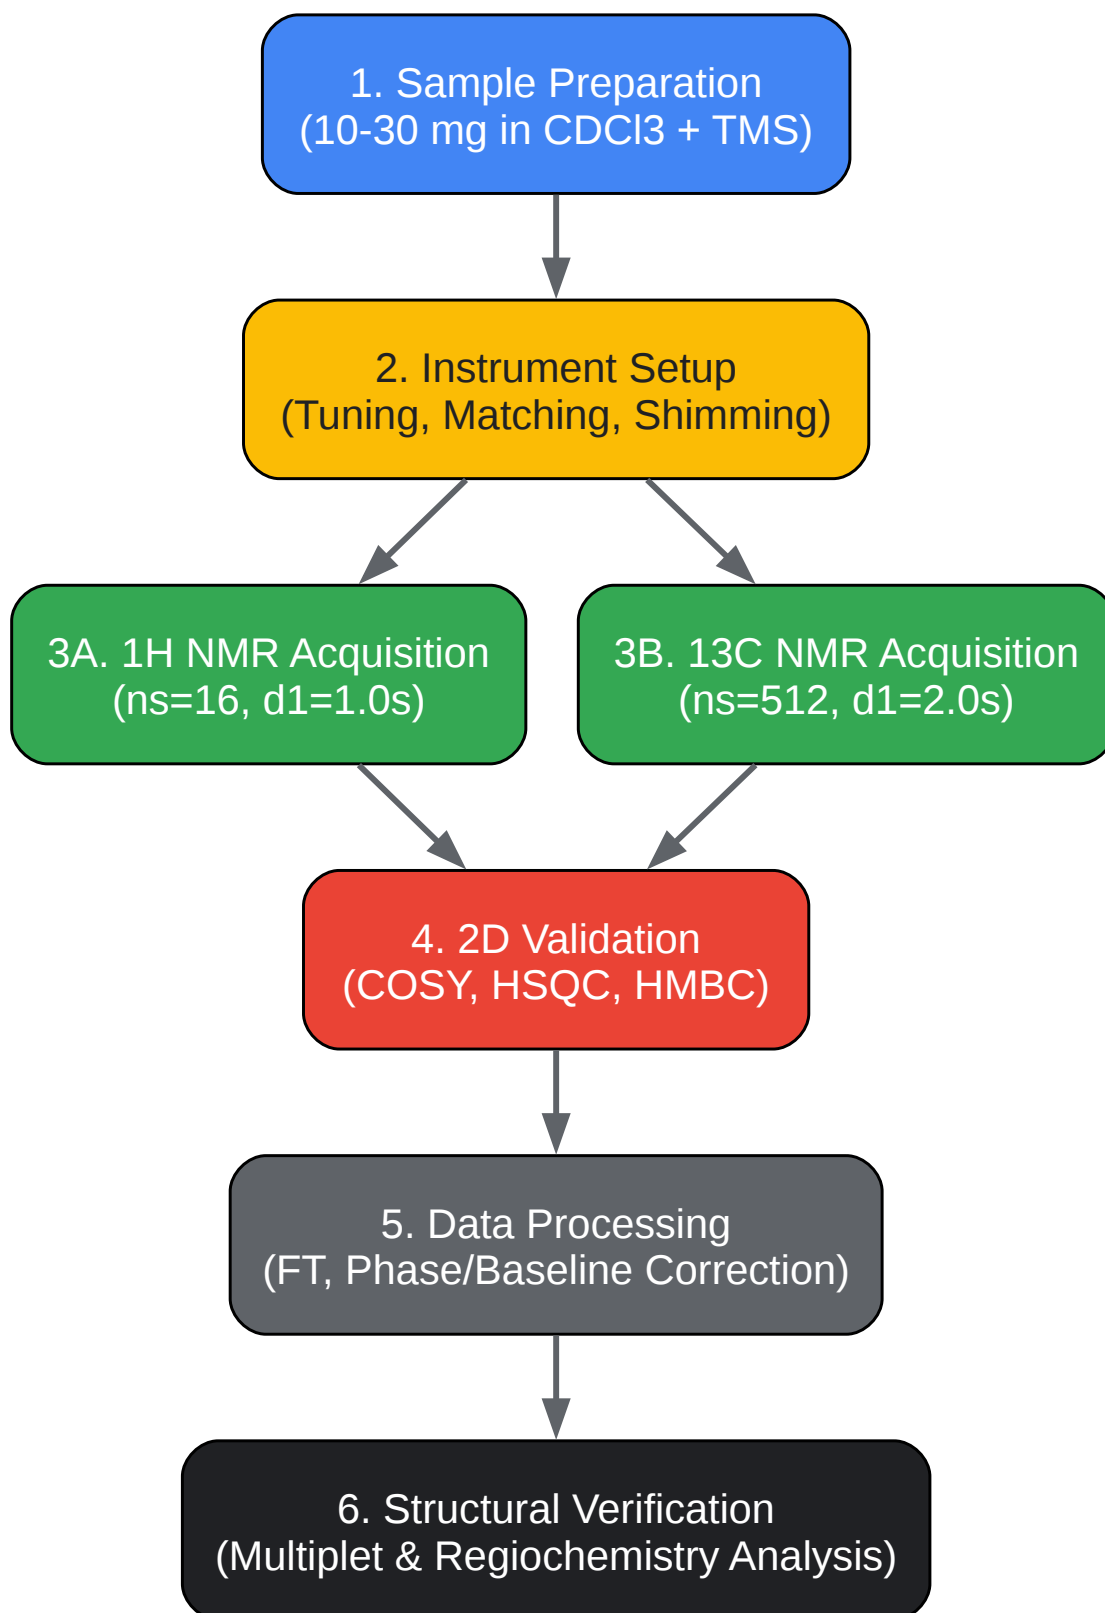 1. Sample Preparation
(10-30 mg in CDCl3 + TMS)
2. Instrument Setup
(Tuning, Matching, Shimming)
3A. 1H NMR Acquisition
(ns=16, d1=1.0s)
3B. 13C NMR Acquisition
(ns=512, d1=2.0s)
4. 2D Validation
(COSY, HSQC, HMBC)
5. Data Processing
(FT, Phase/Baseline Correction)
6. Structural Verification
(Multiplet & Regiochemistry Analysis)